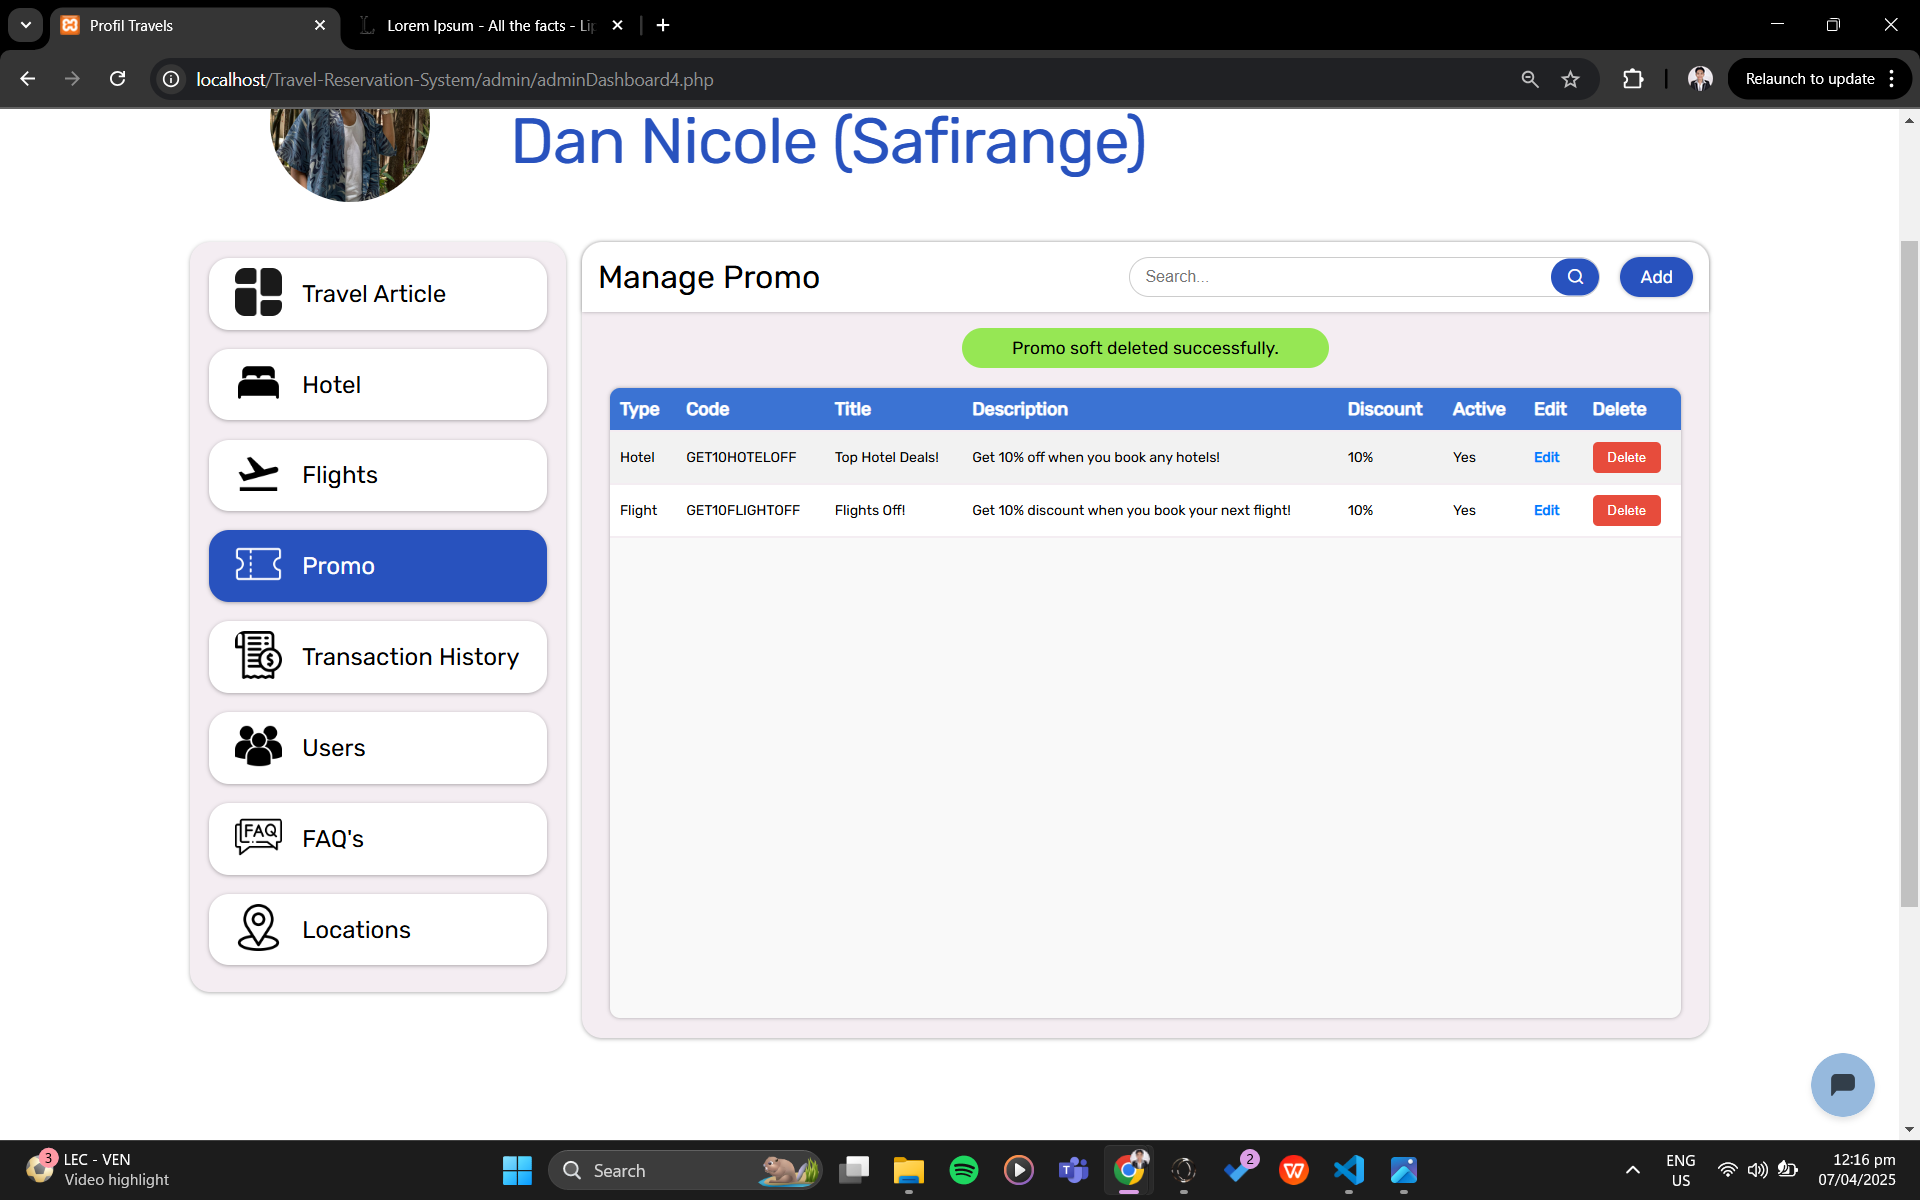 Profil Travels
Lorem Ipsum - All the facts - Li
localhost/Travel-Reservation-System/admin/adminDashboard4.php
Relaunch to update
Dan Nicole (Safirange)
Travel Article
Hotel
Flights
Promo
Transaction History
Users
FAQ
FAQ's
Locations
Manage Promo
Search...
Add
Promo soft deleted successfully.
Type Code Title Description Discount Active Edit Delete
Hotel GET10HOTELOFF Top Hotel Deals! Get 10% off when you book any hotels! 10% Yes Edit Delete
Flight GET10FLIGHTOFF Flights Off! Get 10% discount when you book your next flight! 10% Yes Edit Delete
3
LEC - VEN
Video highlight
Search
2
ENG
US
12:16 pm
07/04/2025